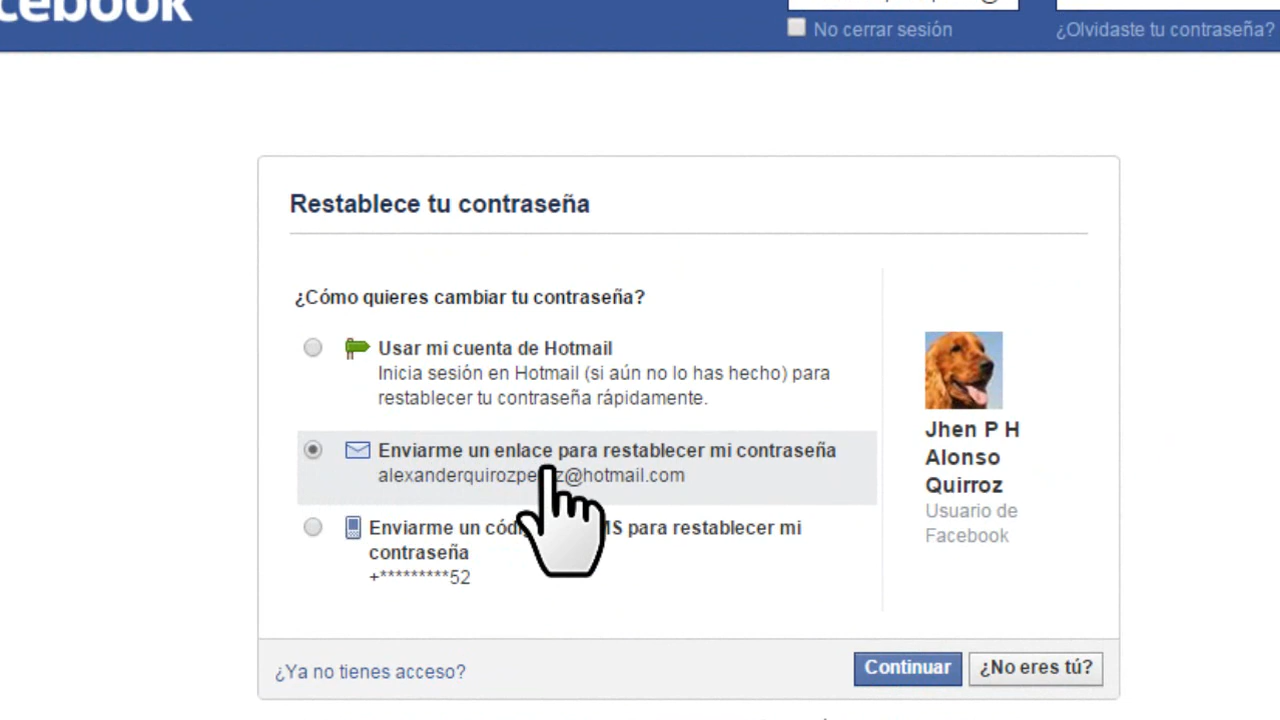 cebook
No cerrar sesión
¿Olvidaste tu contraseña?
Restablece tu contraseña
¿Cómo quieres cambiar tu contraseña?
Usar mi cuenta de Hotmail
Inicia sesión en Hotmail (si aún no lo has hecho) para
restablecer tu contraseña rápidamente.
Enviarme un enlace para restablecer mi contraseña
@hotmail.com
Enviarme un para restablecer mi
contraseña
+*********52
Jhen P H
Alonso
Quirroz
Usuario de
Facebook
¿Ya no tienes acceso?
Continuar
¿No eres tú?